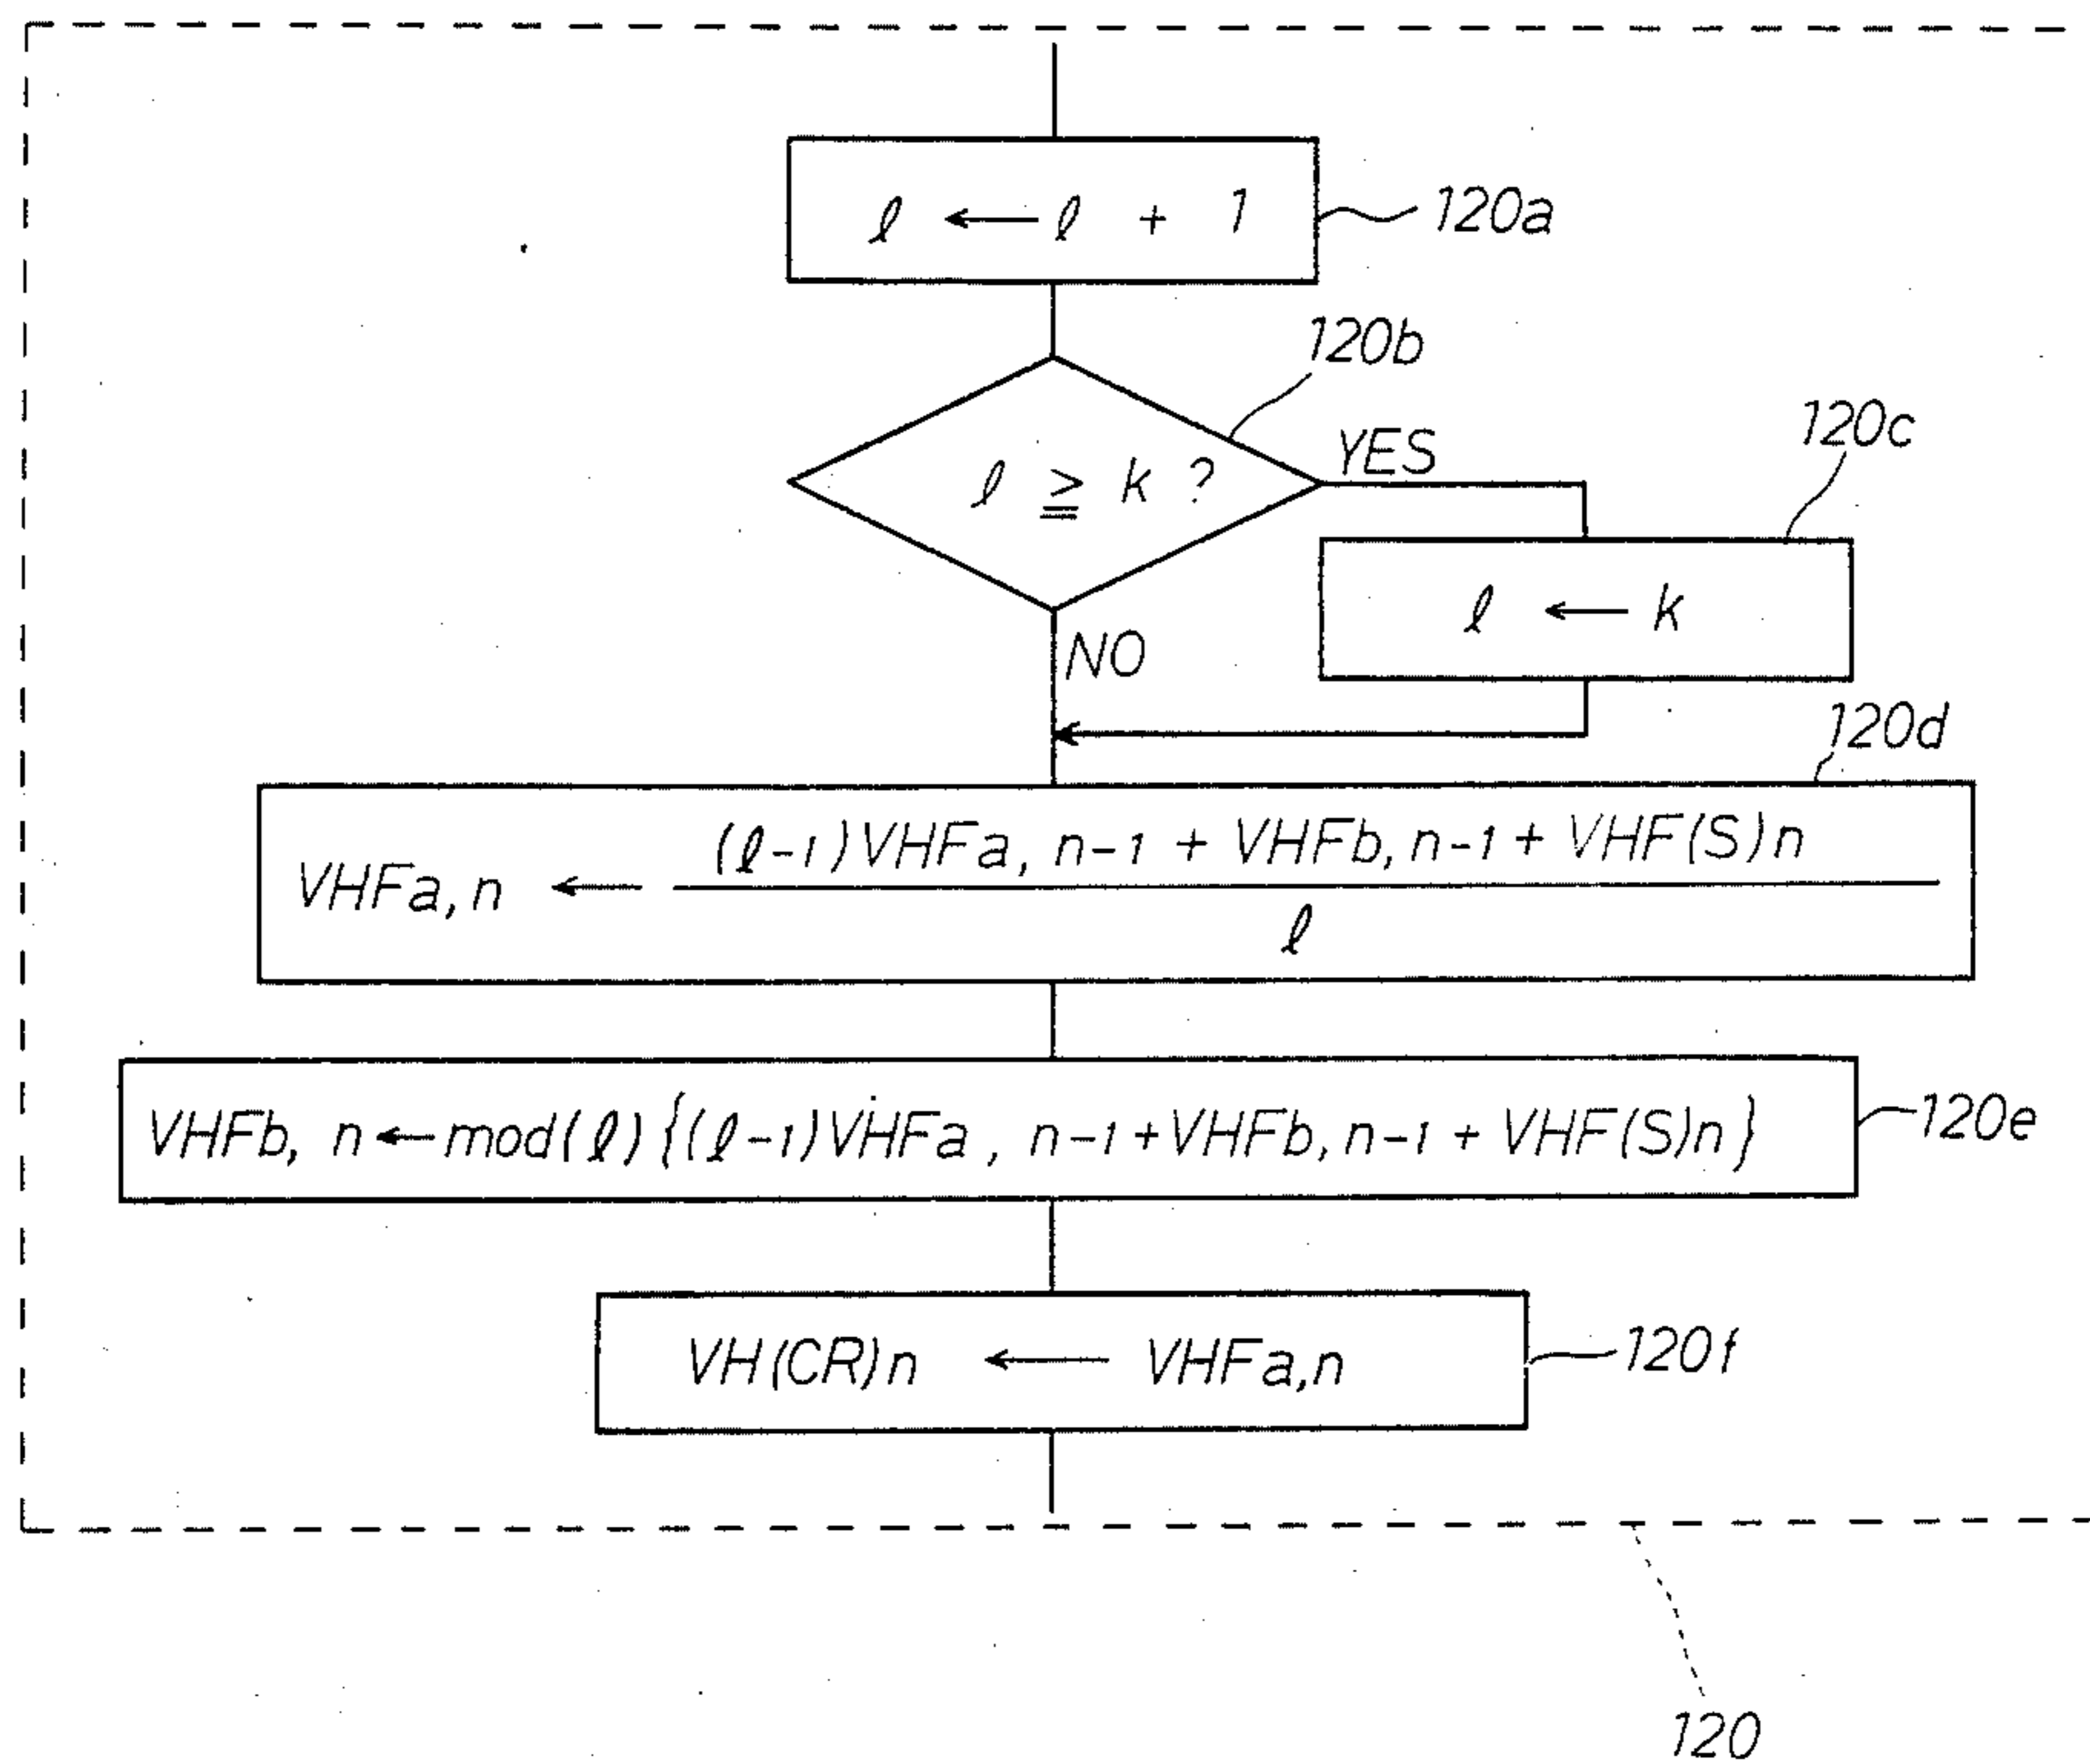 ℓ ← ℓ + 1
120a
120b
ℓ ≧ k ?
YES
120c
ℓ ← k
NO
120d
(ℓ-1)VHFa, n-1 + VHFb, n-1 + VHF(S)n
VHFa, n ←
ℓ
VHFb, n ← mod(ℓ){(ℓ-1)VHFa, n-1+VHFb, n-1 + VHF(S)n}
120e
VH(CR)n ← VHFa,n
120f
120